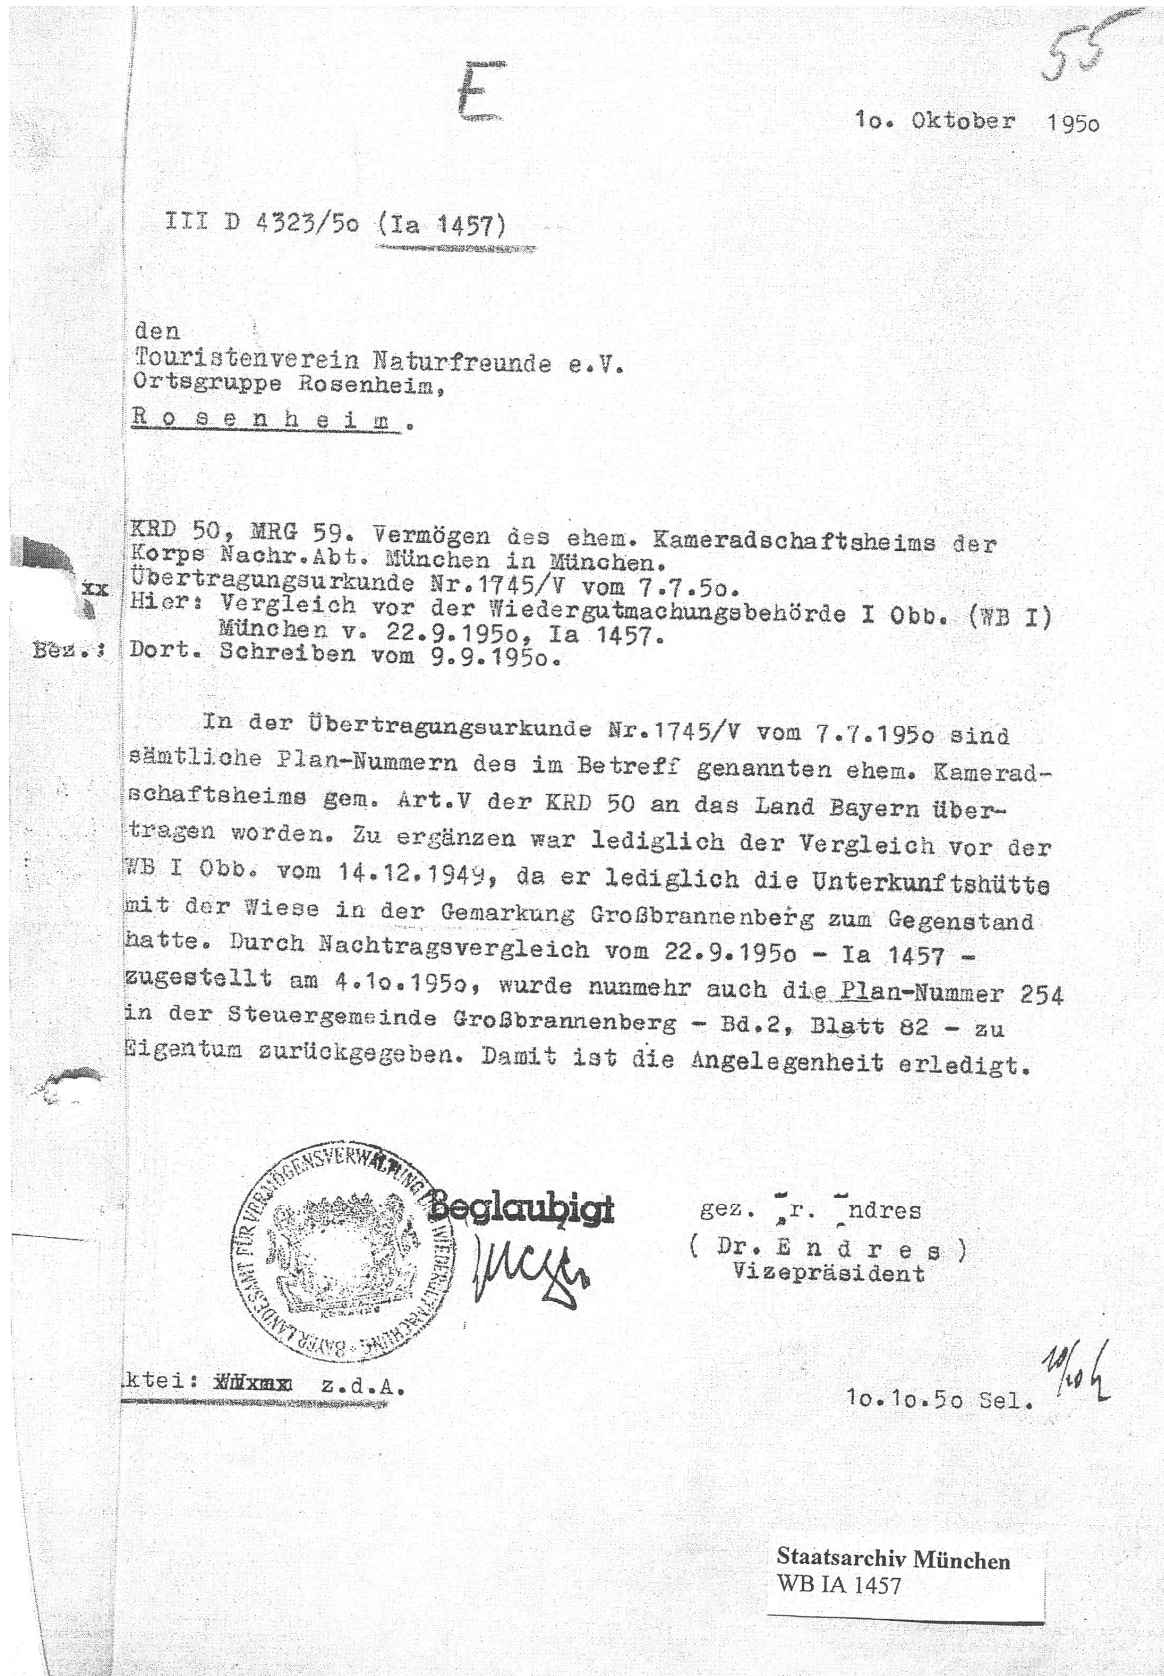 55
E
1o. Oktober 195o
III D 4323/5o (Ia 1457)
den
Touristenverein Naturfreunde e.V.
Ortsgruppe Rosenheim,
R o s e n h e i m .
KRD 50, MRG 59. Vermögen des ehem. Kameradschaftsheims der
Korps Nachr.Abt. München in München.
xx Übertragungsurkunde Nr.1745/V vom 7.7.5o.
Hier: Vergleich vor der Wiedergutmachungsbehörde I Obb. (WB I)
München v. 22.9.195o, Ia 1457.
Bez.: Dort. Schreiben vom 9.9.195o.
In der Übertragungsurkunde Nr.1745/V vom 7.7.195o sind
sämtliche Plan-Nummern des im Betreff genannten ehem. Kamerad-
schaftsheims gem. Art.V der KRD 50 an das Land Bayern über-
tragen worden. Zu ergänzen war lediglich der Vergleich vor der
WB I Obb. vom 14.12.1949, da er lediglich die Unterkunftshütte
mit der Wiese in der Gemarkung Großbrannenberg zum Gegenstand
hatte. Durch Nachtragsvergleich vom 22.9.195o - Ia 1457 -
zugestellt am 4.1o.195o, wurde nunmehr auch die Plan-Nummer 254
in der Steuergemeinde Großbrannenberg - Bd.2, Blatt 82 - zu
Eigentum zurückgegeben. Damit ist die Angelegenheit erledigt.
BAYER. LANDESAMT FÜR VERMÖGENSVERWALTUNG U. WIEDERGUTMACHUNG
Beglaubigt
gez. r. ndres
( Dr. E n d r e s )
Vizepräsident
ktei: z.d.A.
1o.1o.5o Sel.
Staatsarchiv München
WB IA 1457